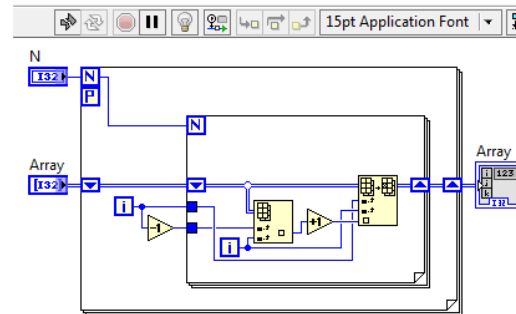 15pt Application Font
N
I32
N
P
N
Array
[I32]
Array
i
j
k
123
I32
i
-1
i
+1